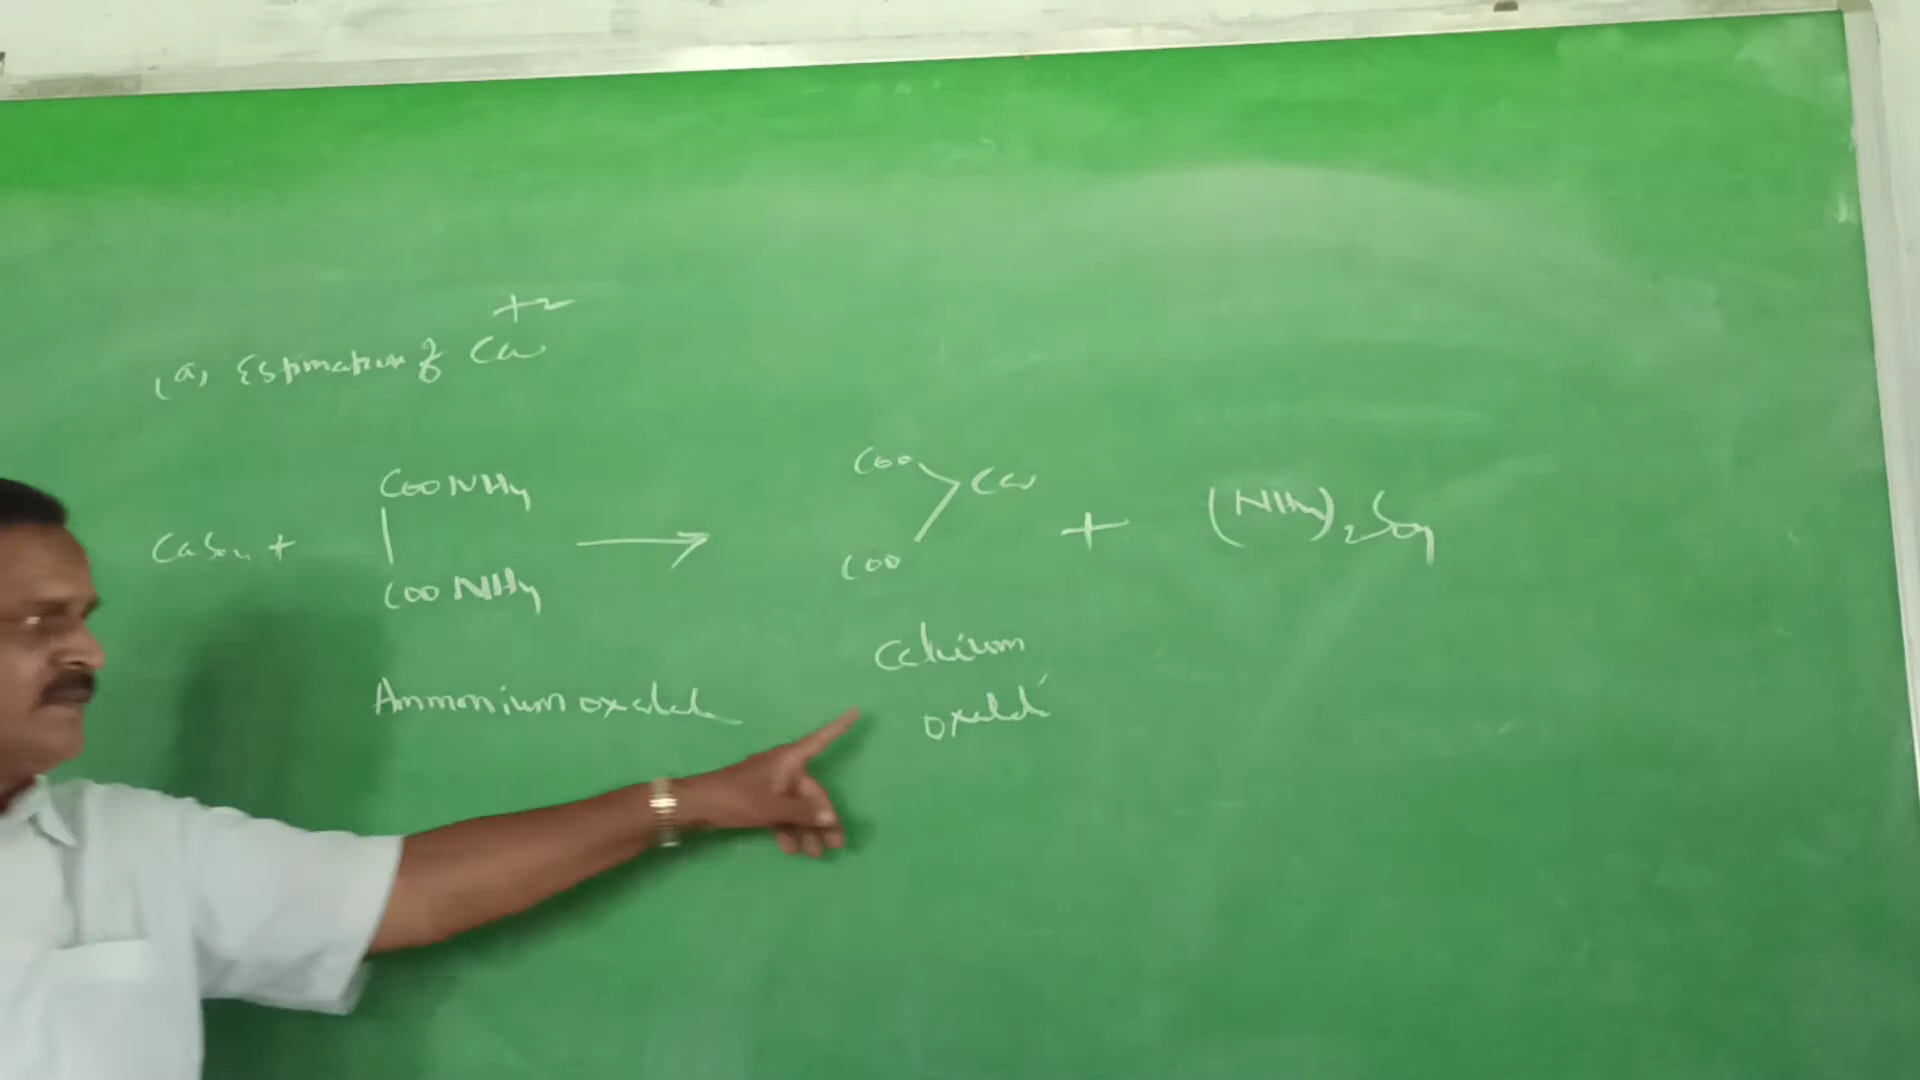 (a) Estimation of Ca+2
CaSO4 + COONH4 | COONH4 → COO COO > Ca + (NH4)2SO4
Ammonium oxalate
Calcium
oxalate